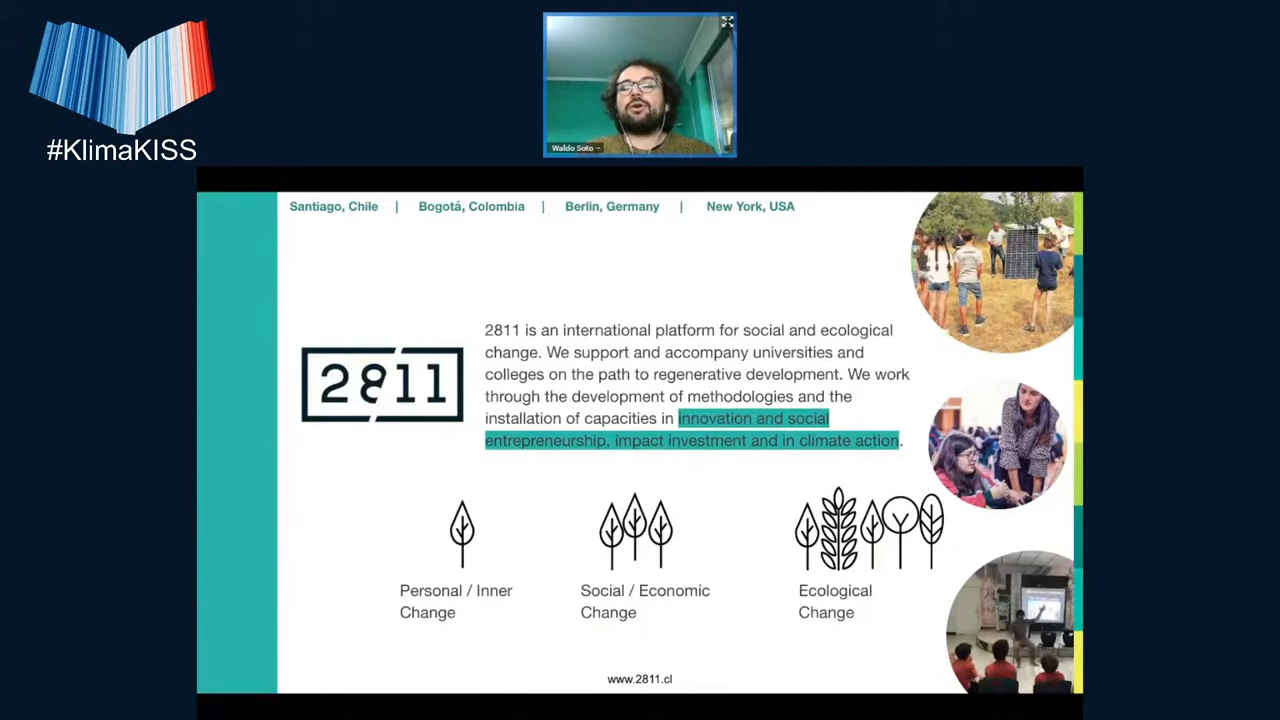 #KlimaKISS
Waldo Soto
Santiago, Chile | Bogotá, Colombia | Berlin, Germany | New York, USA
2811 is an international platform for social and ecological
change. We support and accompany universities and
colleges on the path to regenerative development. We work
through the development of methodologies and the
installation of capacities in innovation and social
entrepreneurship, impact investment and in climate action.
2811
Personal / Inner
Change
Social / Economic
Change
Ecological
Change
www.2811.cl